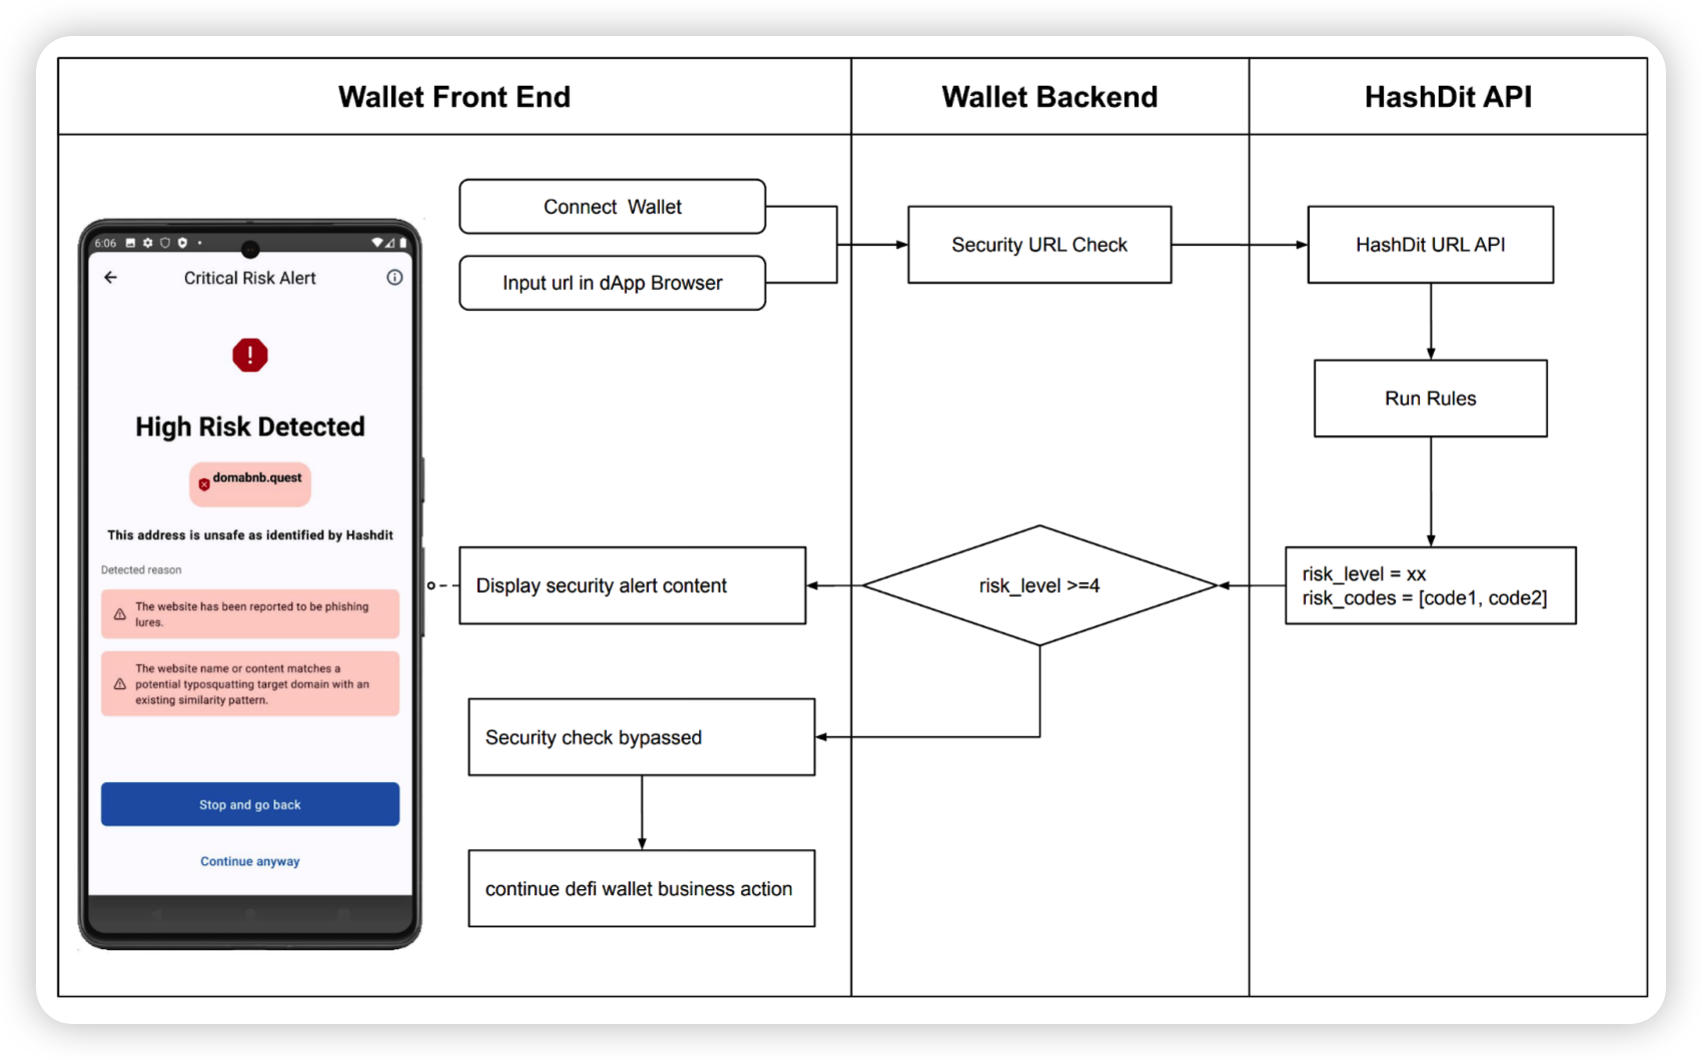 Wallet Front End
Wallet Backend
HashDit API
Connect Wallet
Input url in dApp Browser
Security URL Check
HashDit URL API
Run Rules
risk_level = xx
risk_codes = [code1, code2]
risk_level >=4
Display security alert content
Security check bypassed
continue defi wallet business action
6:06
Critical Risk Alert
High Risk Detected
domabnb.quest
This address is unsafe as identified by Hashdit
Detected reason
The website has been reported to be phishing
lures.
The website name or content matches a
potential typosquatting target domain with an
existing similarity pattern.
Stop and go back
Continue anyway